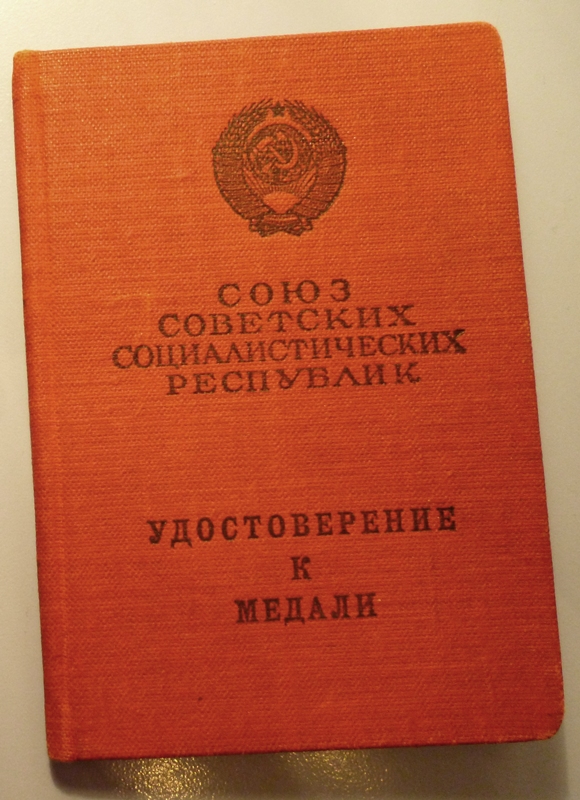 СОЮЗ
СОВЕТСКИХ
СОЦИАЛИСТИЧЕСКИХ
РЕСПУБЛИК
УДОСТОВЕРЕНИЕ
К
МЕДАЛИ